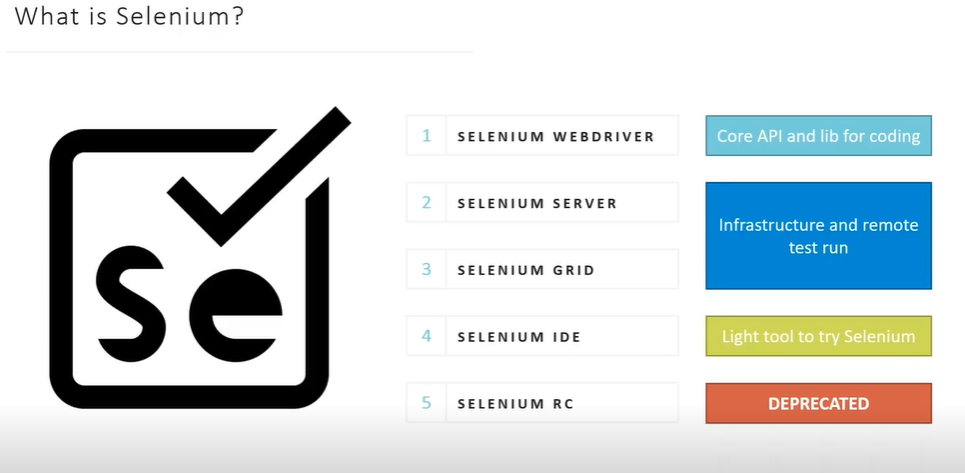 What is Selenium?
Se
1 SELENIUM WEBDRIVER Core API and lib for coding
2 SELENIUM SERVER
Infrastructure and remote
test run
3 SELENIUM GRID
4 SELENIUM IDE Light tool to try Selenium
5 SELENIUM RC DEPRECATED